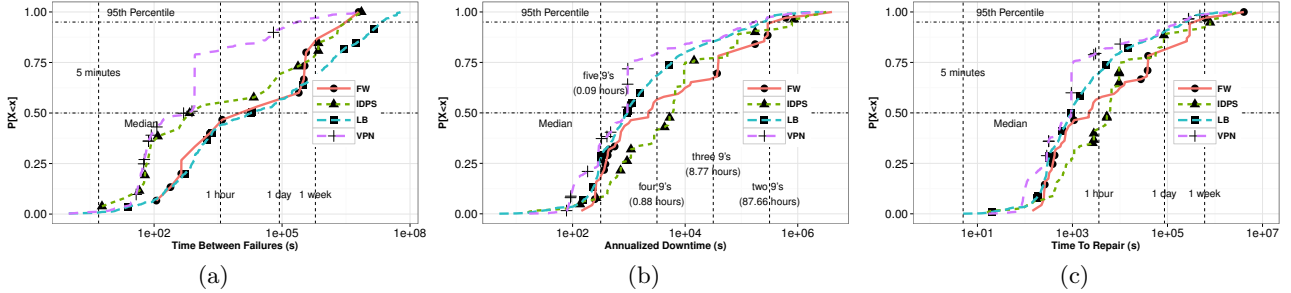 1.00
95th Percentile
0.75
5 minutes
P[X<x]
0.50
Median
0.25
0.00
1 hour
1 day
1 week
FW
IDPS
LB
VPN
1e+02
1e+05
1e+08
Time Between Failures (s)
(a)
1.00
95th Percentile
0.75
five 9's
(0.09 hours)
P[X<x]
0.50
Median
0.25
three 9's
(8.77 hours)
four 9's
(0.88 hours)
two 9's
(87.66 hours)
0.00
FW
IDPS
LB
VPN
1e+02
1e+04
1e+06
Annualized Downtime (s)
(b)
1.00
95th Percentile
0.75
5 minutes
P[X<x]
0.50
Median
0.25
0.00
1 hour
1 day
1 week
FW
IDPS
LB
VPN
1e+01
1e+03
1e+05
1e+07
Time To Repair (s)
(c)